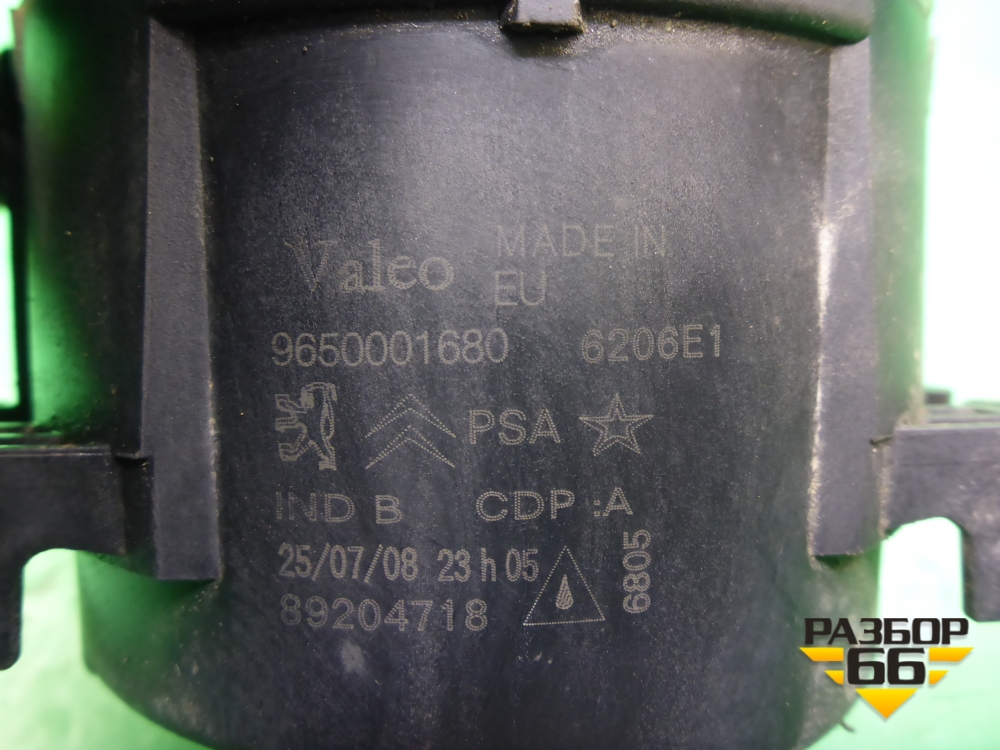 Valeo MADE IN
EU
9650001680 6206E1
PSA
IND B CDP :A
25/07/08 23 h 05
89204718
6805
РАЗБОР
66